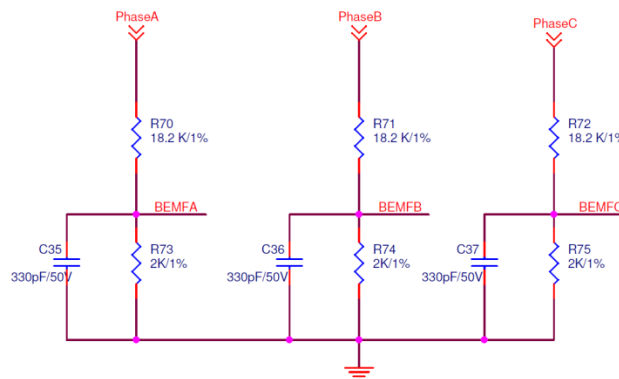 PhaseA
PhaseB
PhaseC
R70
18.2 K/1%
R71
18.2 K/1%
R72
18.2 K/1%
BEMFA
BEMFB
BEMFC
C35
330pF/50V
R73
2K/1%
C36
330pF/50V
R74
2K/1%
C37
330pF/50V
R75
2K/1%